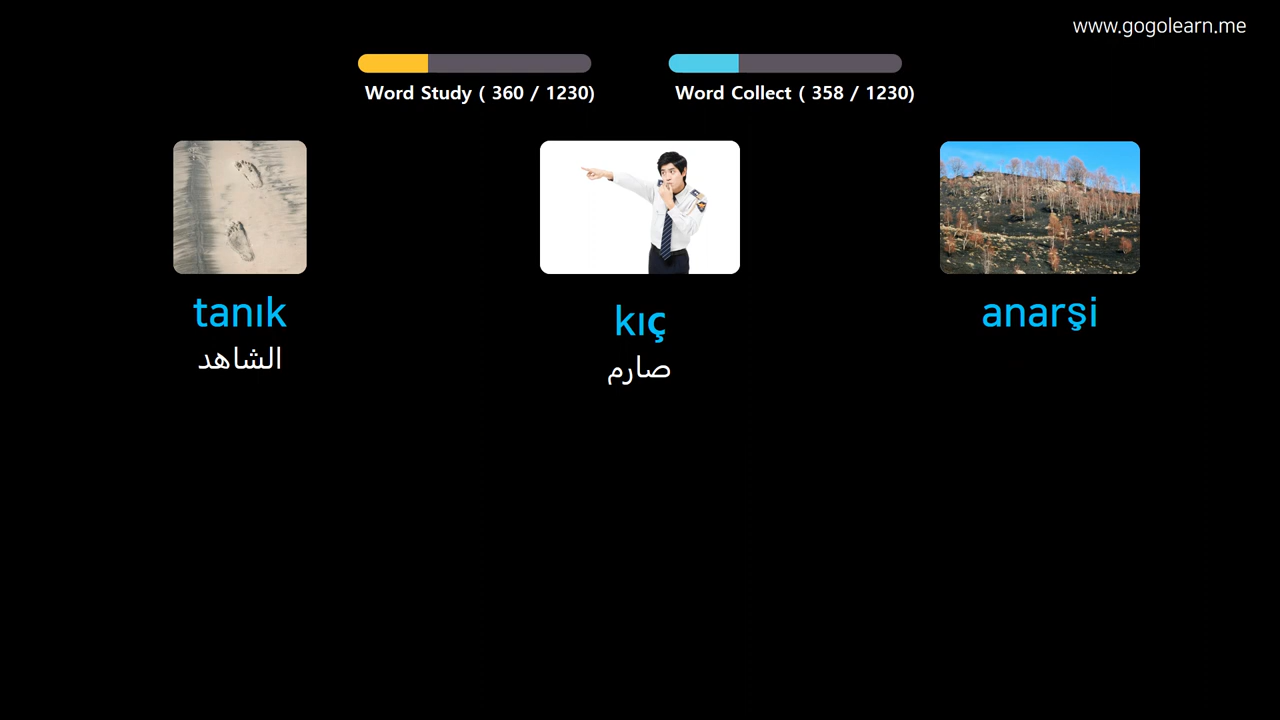 www.gogolearn.me
Word Study ( 360 / 1230)
Word Collect ( 358 / 1230)
tanık
الشاهد
kıç
صارم
anarşi